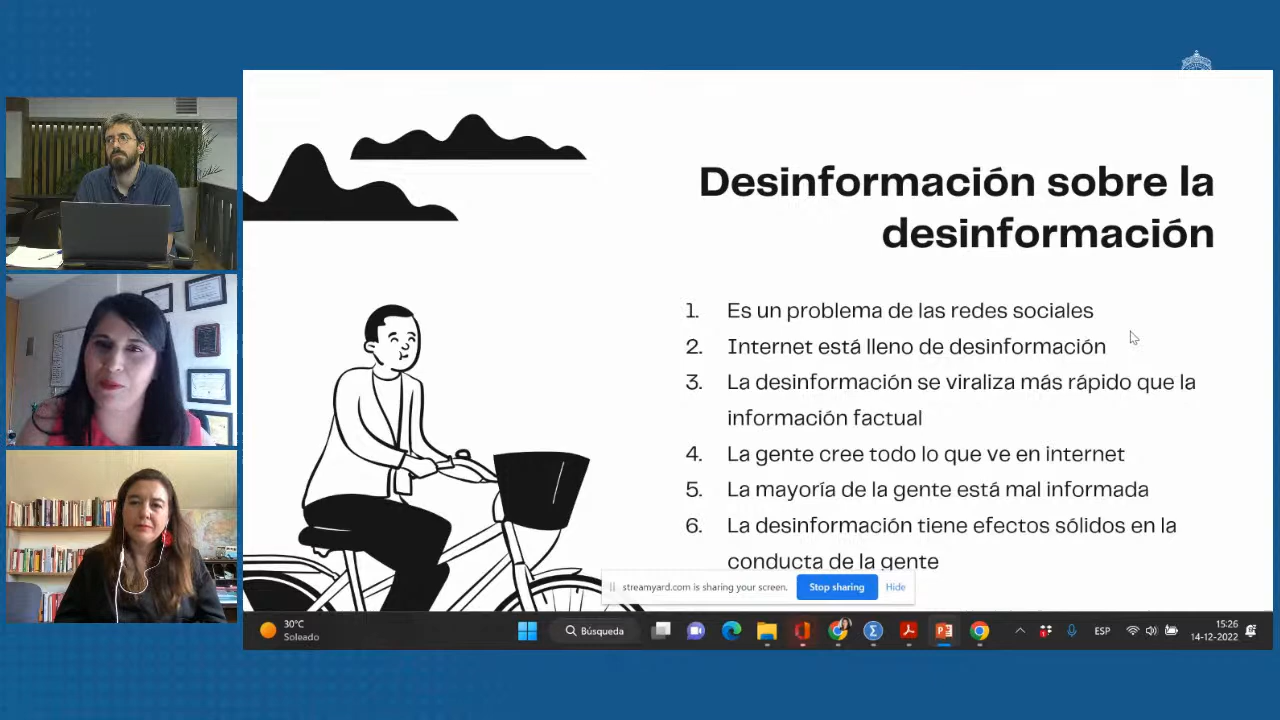 Desinformación sobre la
desinformación
1. Es un problema de las redes sociales
2. Internet está lleno de desinformación
3. La desinformación se viraliza más rápido que la
información factual
4. La gente cree todo lo que ve en internet
5. La mayoría de la gente está mal informada
6. La desinformación tiene efectos sólidos en la
conducta de la gente
streamyard.com is sharing your screen. Stop sharing Hide
30°C
Soleado
Búsqueda
ESP
15:26
14-12-2022